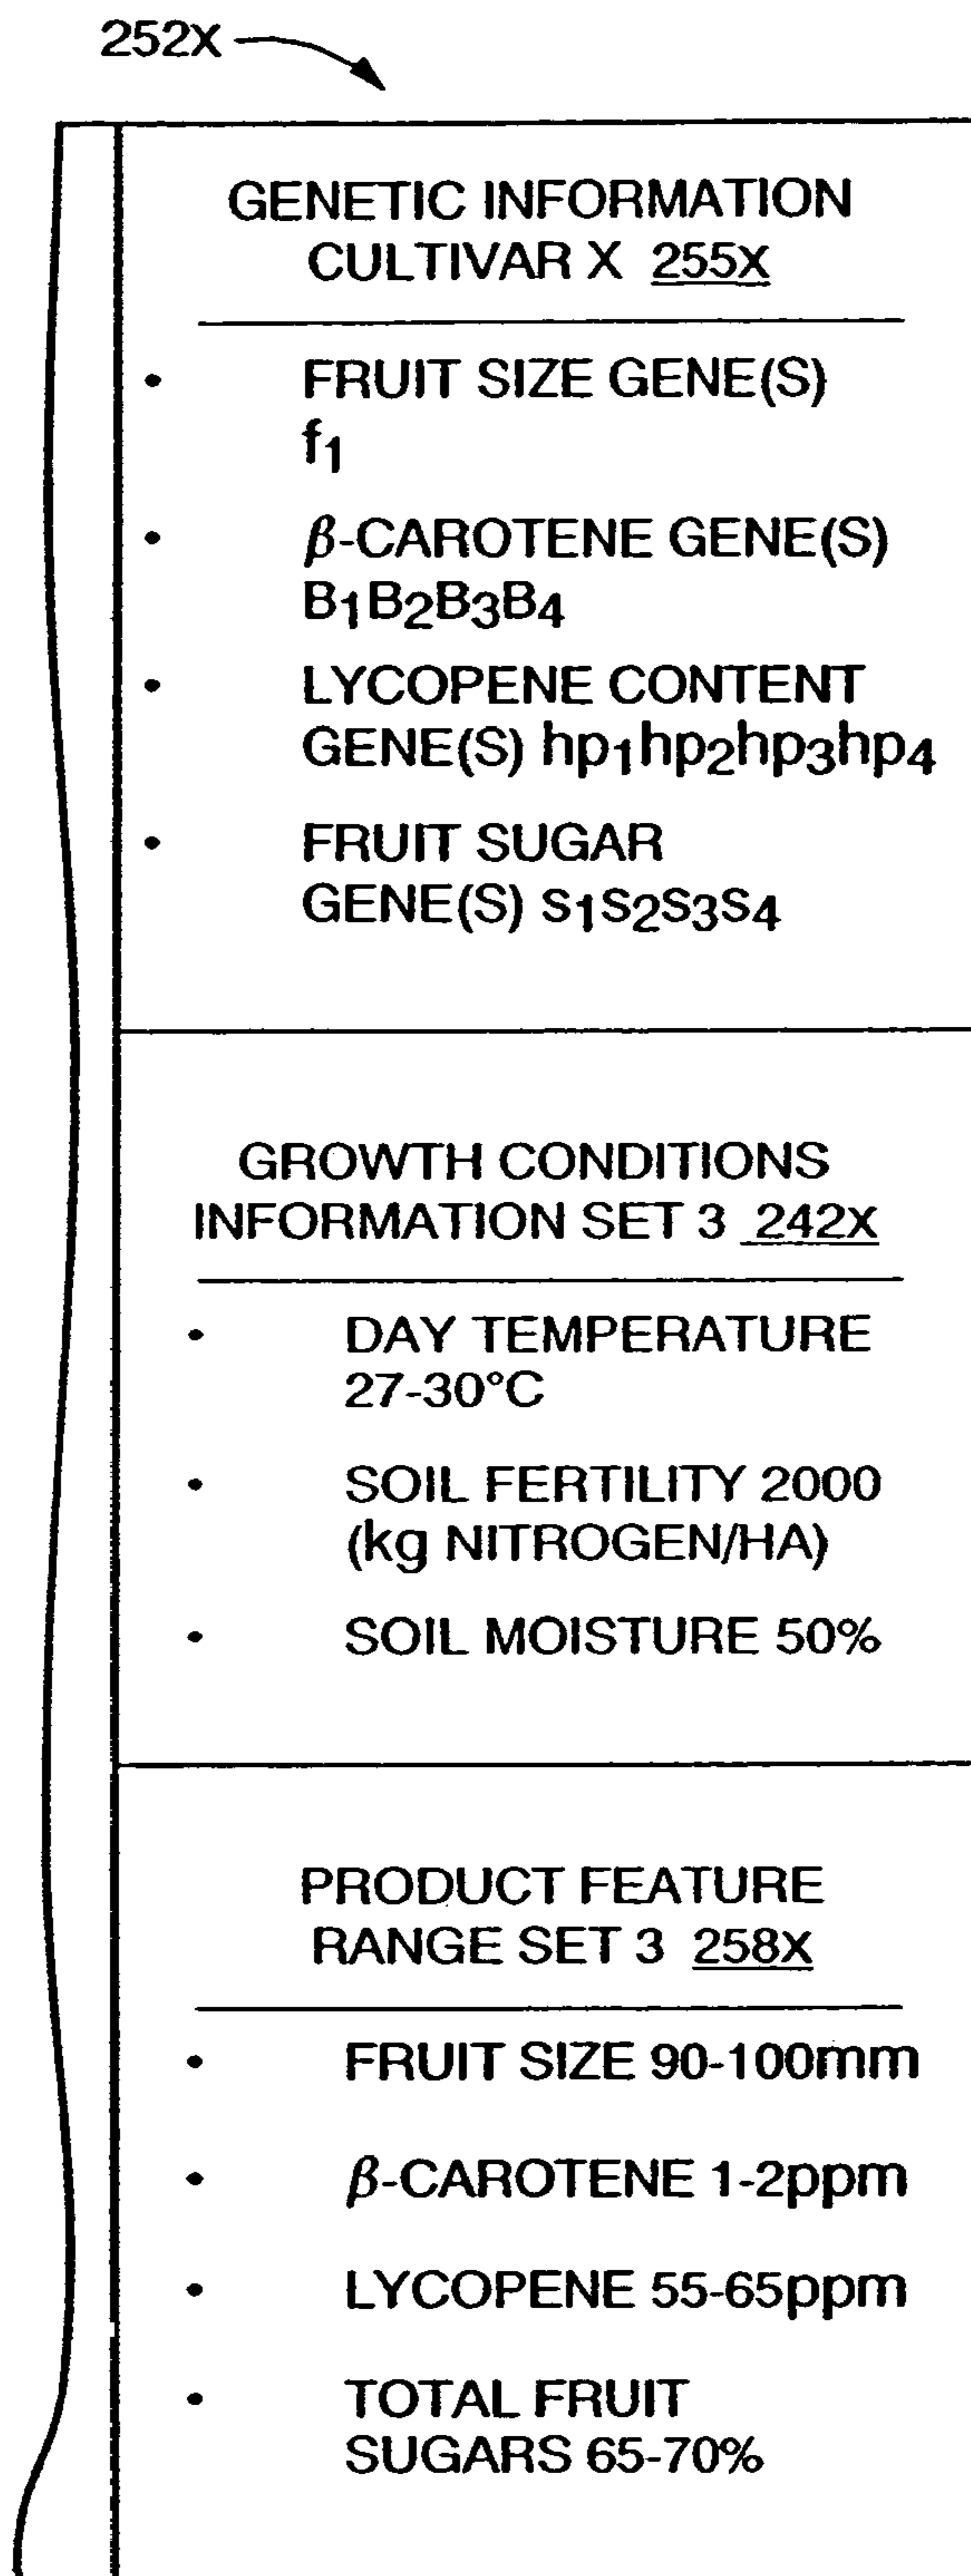 252X
GENETIC INFORMATION
CULTIVAR X 255X
• FRUIT SIZE GENE(S)
f₁
• β-CAROTENE GENE(S)
B₁B₂B₃B₄
• LYCOPENE CONTENT
GENE(S) hp₁hp₂hp₃hp₄
• FRUIT SUGAR
GENE(S) s₁s₂s₃s₄
GROWTH CONDITIONS
INFORMATION SET 3 242X
• DAY TEMPERATURE
27-30°C
• SOIL FERTILITY 2000
(kg NITROGEN/HA)
• SOIL MOISTURE 50%
PRODUCT FEATURE
RANGE SET 3 258X
• FRUIT SIZE 90-100mm
• β-CAROTENE 1-2ppm
• LYCOPENE 55-65ppm
• TOTAL FRUIT
SUGARS 65-70%